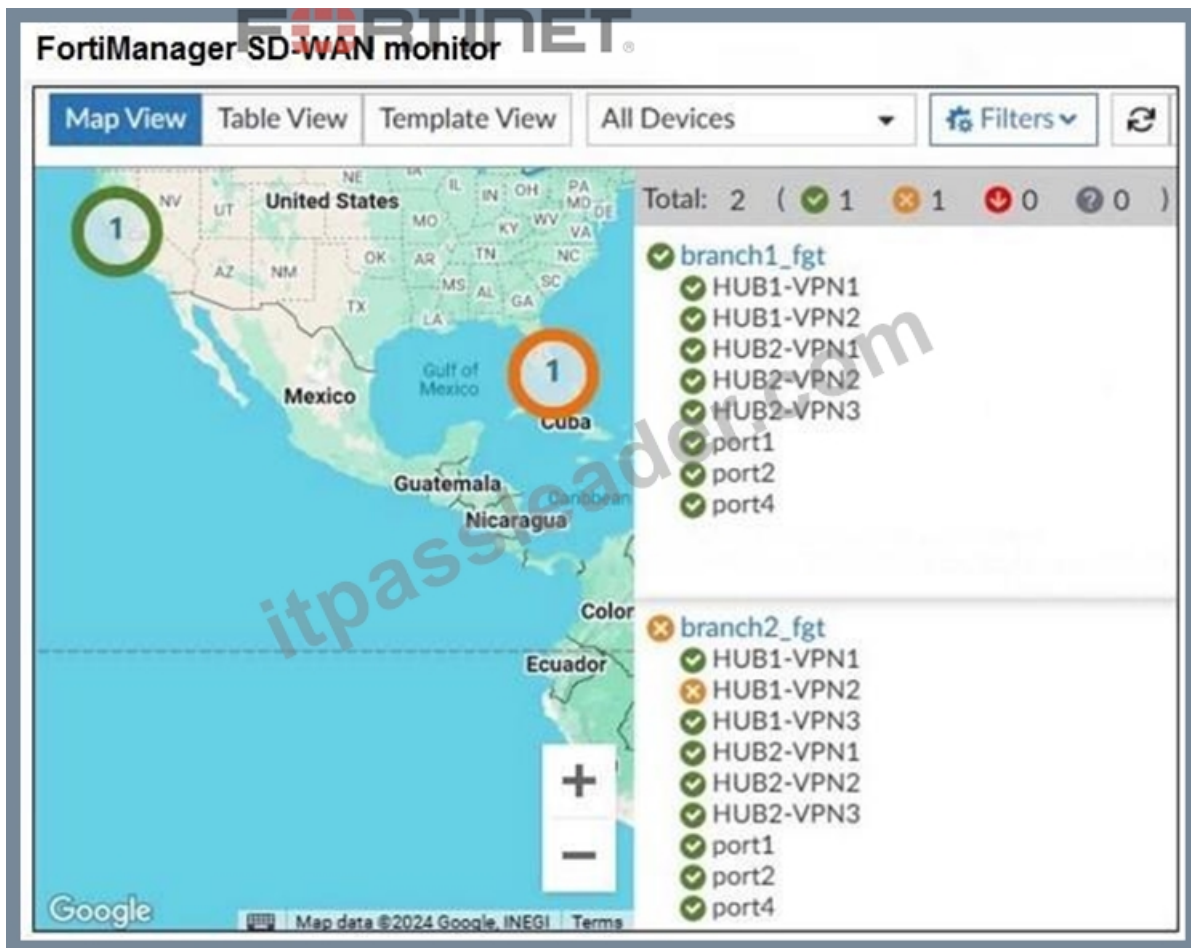 FORTINET®
FortiManager SD-WAN monitor
Map View Table View Template View All Devices Filters
Total: 2 ( 1 1 0 0 )
branch1_fgt
HUB1-VPN1
HUB1-VPN2
HUB2-VPN1
HUB2-VPN2
HUB2-VPN3
port1
port2
port4
branch2_fgt
HUB1-VPN1
HUB1-VPN2
HUB1-VPN3
HUB2-VPN1
HUB2-VPN2
HUB2-VPN3
port1
port2
port4
1
NV
UT
AZ
NM
United States
NE
IL
IN
OH
PA
MD
DE
MO
KY
WV
VA
OK
AR
TN
NC
MS
AL
GA
SC
TX
LA
Gulf of
Mexico
1
Mexico
Cuba
Guatemala
Caribbean
Nicaragua
Color
Ecuador
+
−
Google
Map data ©2024 Google, INEGI Terms
itpassleader.com